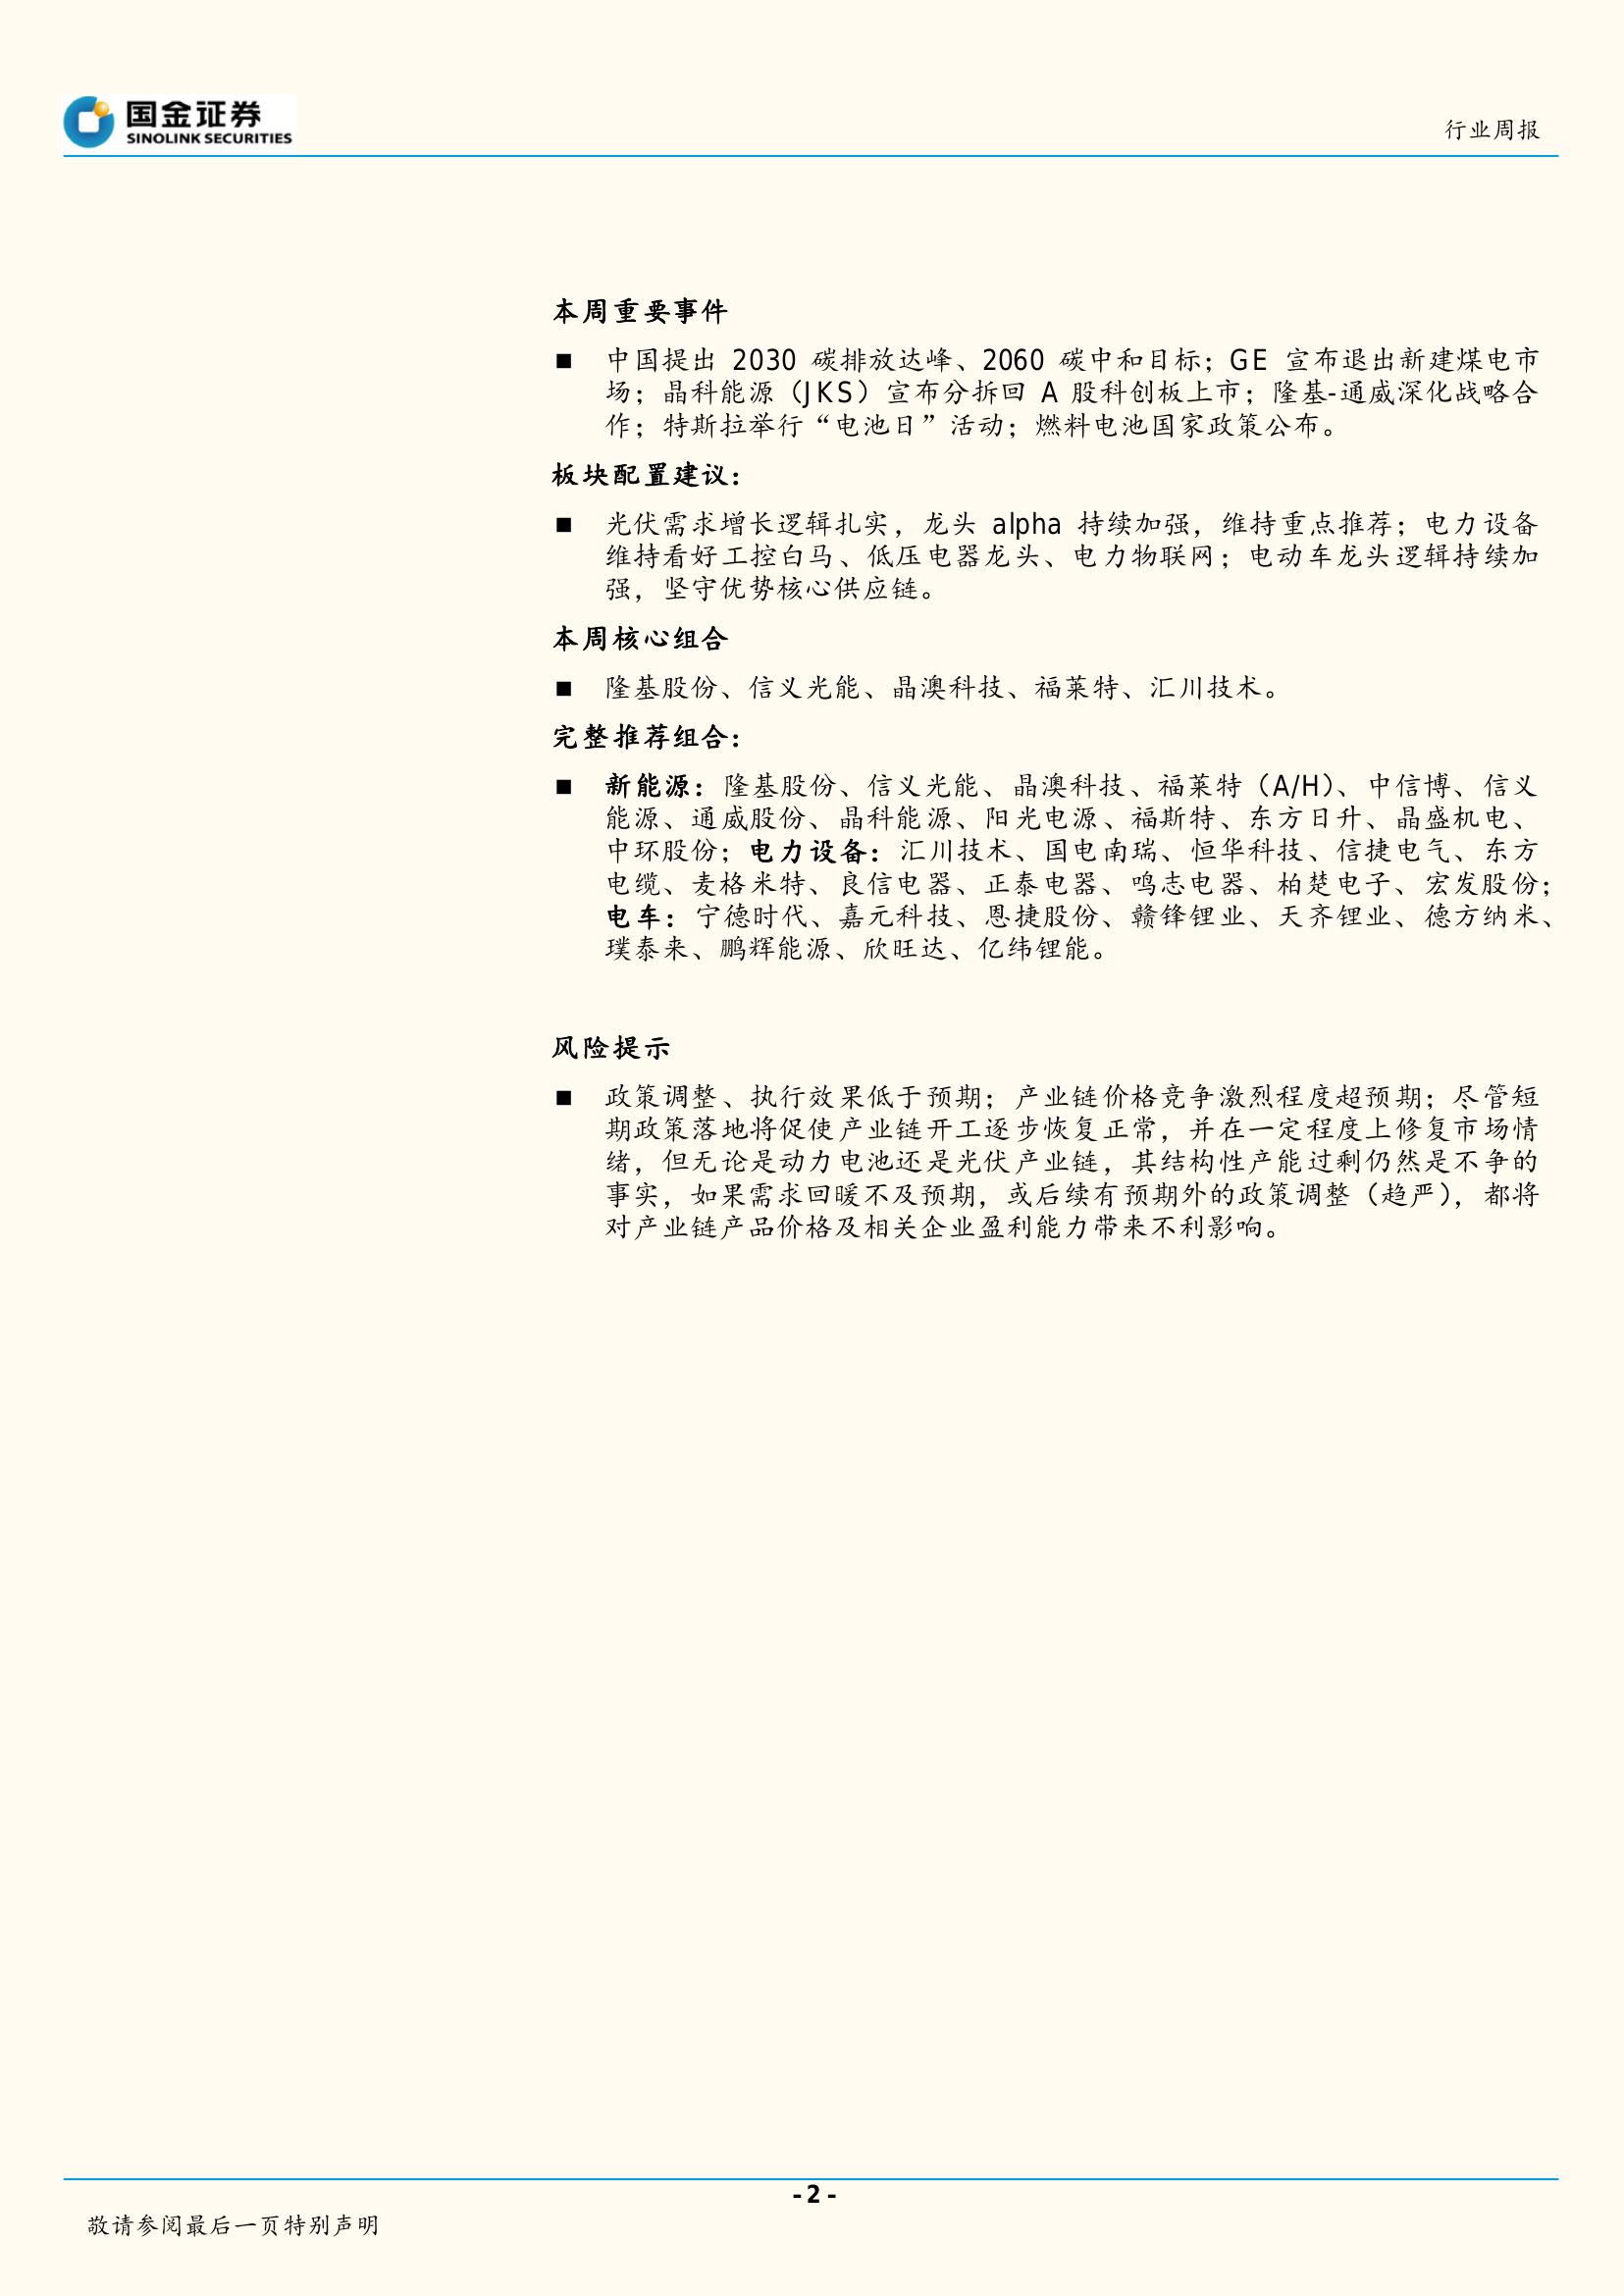 国金证券
SINOLINK SECURITIES
行业周报
本周重要事件
■ 中国提出 2030 碳排放达峰、2060 碳中和目标；GE 宣布退出新建煤电市
场；晶科能源（JKS）宣布分拆回 A 股科创板上市；隆基-通威深化战略合
作；特斯拉举行“电池日”活动；燃料电池国家政策公布。
板块配置建议：
■ 光伏需求增长逻辑扎实，龙头 alpha 持续加强，维持重点推荐；电力设备
维持看好工控白马、低压电器龙头、电力物联网；电动车龙头逻辑持续加
强，坚守优势核心供应链。
本周核心组合
■ 隆基股份、信义光能、晶澳科技、福莱特、汇川技术。
完整推荐组合：
■ 新能源：隆基股份、信义光能、晶澳科技、福莱特（A/H）、中信博、信义
能源、通威股份、晶科能源、阳光电源、福斯特、东方日升、晶盛机电、
中环股份；电力设备：汇川技术、国电南瑞、恒华科技、信捷电气、东方
电缆、麦格米特、良信电器、正泰电器、鸣志电器、柏楚电子、宏发股份；
电车：宁德时代、嘉元科技、恩捷股份、赣锋锂业、天齐锂业、德方纳米、
璞泰来、鹏辉能源、欣旺达、亿纬锂能。
风险提示
■ 政策调整、执行效果低于预期；产业链价格竞争激烈程度超预期；尽管短
期政策落地将促使产业链开工逐步恢复正常，并在一定程度上修复市场情
绪，但无论是动力电池还是光伏产业链，其结构性产能过剩仍然是不争的
事实，如果需求回暖不及预期，或后续有预期外的政策调整（趋严），都将
对产业链产品价格及相关企业盈利能力带来不利影响。
- 2 -
敬请参阅最后一页特别声明